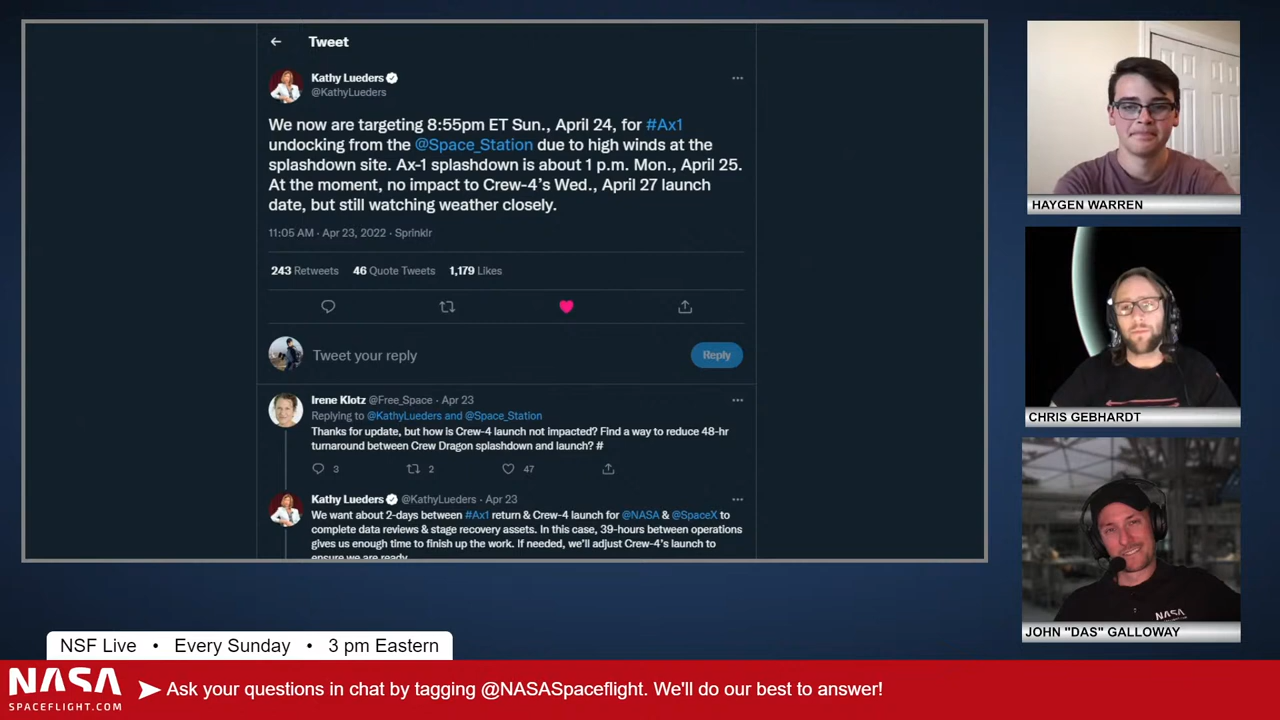 Tweet
Kathy Lueders
@KathyLueders
We now are targeting 8:55pm ET Sun., April 24, for #Ax1
undocking from the @Space_Station due to high winds at the
splashdown site. Ax-1 splashdown is about 1 p.m. Mon., April 25.
At the moment, no impact to Crew-4's Wed., April 27 launch
date, but still watching weather closely.
11:05 AM · Apr 23, 2022 · Sprinklr
243 Retweets 46 Quote Tweets 1,179 Likes
Tweet your reply
Reply
Irene Klotz @Free_Space · Apr 23
Replying to @KathyLueders and @Space_Station
Thanks for update, but how is Crew-4 launch not impacted? Find a way to reduce 48-hr
turnaround between Crew Dragon splashdown and launch? #
3 2 47
Kathy Lueders @KathyLueders · Apr 23
We want about 2-days between #Ax1 return & Crew-4 launch for @NASA & @SpaceX to
complete data reviews & stage recovery assets. In this case, 39-hours between operations
gives us enough time to finish up the work. If needed, we'll adjust Crew-4's launch to
ensure we are ready.
HAYGEN WARREN
CHRIS GEBHARDT
NASA
JOHN "DAS" GALLOWAY
NSF Live • Every Sunday • 3 pm Eastern
NASA
SPACEFLIGHT.COM
Ask your questions in chat by tagging @NASASpaceflight. We'll do our best to answer!